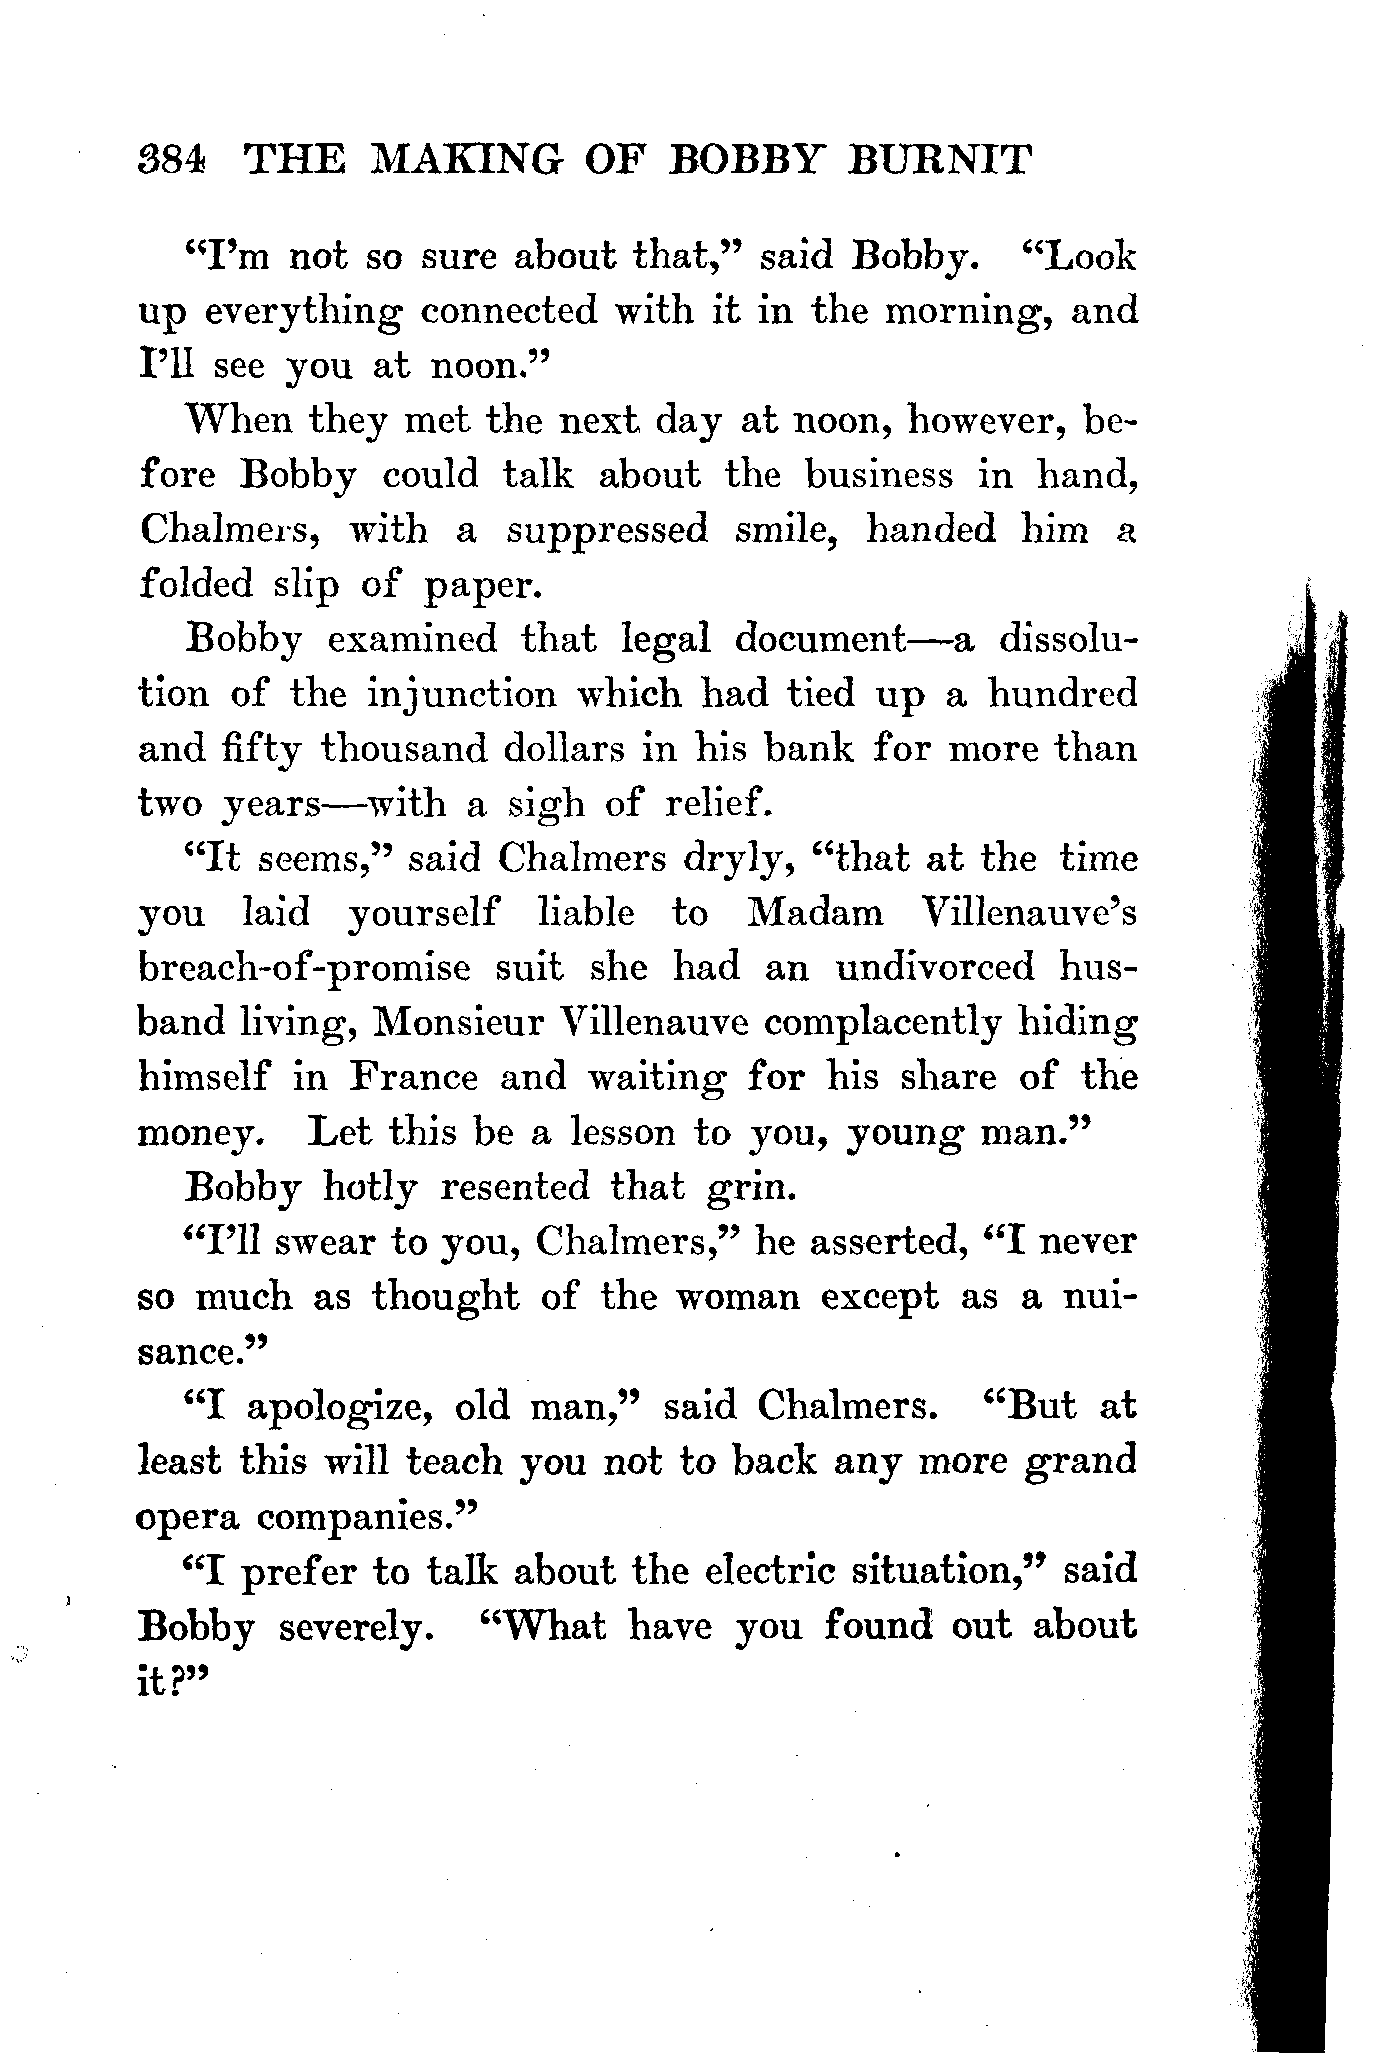 384 THE MAKING OF BOBBY BURNIT
"I'm not so sure about that," said Bobby. "Look
up everything connected with it in the morning, and
I'll see you at noon."
When they met the next day at noon, however, be-
fore Bobby could talk about the business in hand,
Chalmers, with a suppressed smile, handed him a
folded slip of paper.
Bobby examined that legal document—a dissolu-
tion of the injunction which had tied up a hundred
and fifty thousand dollars in his bank for more than
two years—with a sigh of relief.
"It seems," said Chalmers dryly, "that at the time
you laid yourself liable to Madam Villenauve's
breach-of-promise suit she had an undivorced hus-
band living, Monsieur Villenauve complacently hiding
himself in France and waiting for his share of the
money. Let this be a lesson to you, young man."
Bobby hotly resented that grin.
"I'll swear to you, Chalmers," he asserted, "I never
so much as thought of the woman except as a nui-
sance."
"I apologize, old man," said Chalmers. "But at
least this will teach you not to back any more grand
opera companies."
"I prefer to talk about the electric situation," said
Bobby severely. "What have you found out about
it?"